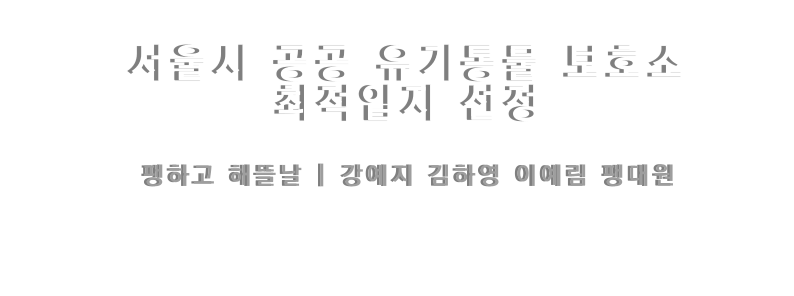 서울시 공공 유기동물 보호소
최적입지 선정
팽하고 해뜰날 | 강예지 김하영 이예림 팽대원